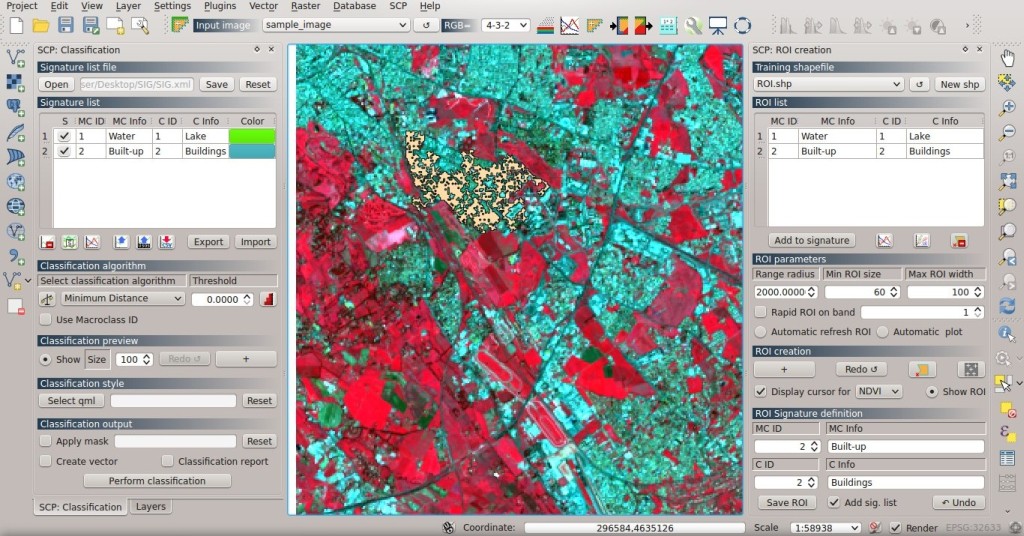 Project Edit View Layer Settings Plugins Vector Raster Database SCP Help
Input image: sample_image RGB= 4-3-2
SCP: Classification
Signature list file
Open ser/Desktop/SIG/SIG.xml Save Reset
Signature list
S MC ID MC Info C ID C Info Color
1 1 Water 1 Lake
2 2 Built-up 2 Buildings
Export Import
Classification algorithm
Select classification algorithm Threshold
Minimum Distance 0.0000
Use Macroclass ID
Classification preview
Show Size 100 Redo ↺ +
Classification style
Select qml Reset
Classification output
Apply mask Reset
Create vector Classification report
Perform classification
SCP: Classification Layers
SCP: ROI creation
Training shapefile
ROI.shp ↺ New shp
ROI list
MC ID MC Info C ID C Info
1 1 Water 1 Lake
2 2 Built-up 2 Buildings
Add to signature
ROI parameters
Range radius Min ROI size Max ROI width
2000.0000 60 100
Rapid ROI on band 1
Automatic refresh ROI Automatic plot
ROI creation
+ Redo ↺
Display cursor for NDVI Show ROI
ROI Signature definition
MC ID MC Info
2 Built-up
C ID C Info
2 Buildings
Save ROI Add sig. list Undo
Coordinate: 296584,4635126 Scale 1:58938 Render EPSG:32633